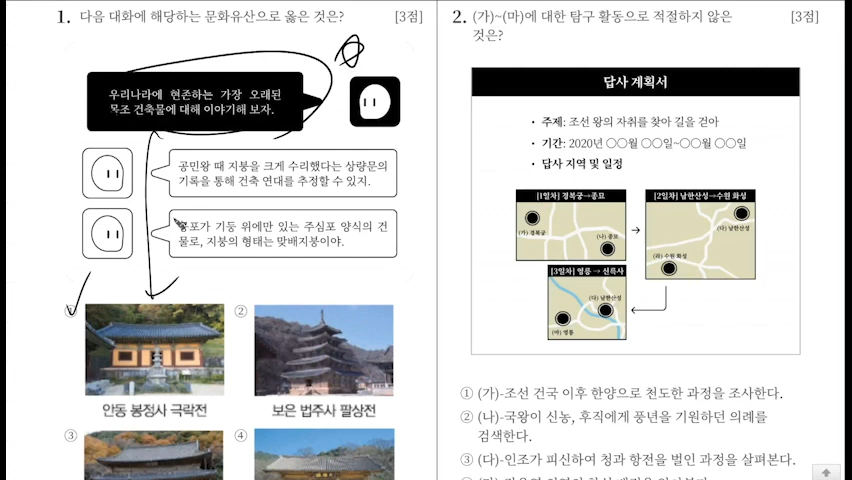 1. 다음 대화에 해당하는 문화유산으로 옳은 것은? [3점]
우리나라에 현존하는 가장 오래된
목조 건축물에 대해 이야기해 보자.
공민왕 때 지붕을 크게 수리했다는 상량문의
기록을 통해 건축 연대를 추정할 수 있지.
포가 기둥 위에만 있는 주심포 양식의 건
물로, 지붕의 형태는 맞배지붕이야.
①
안동 봉정사 극락전
②
보은 법주사 팔상전
③
④
2. (가)~(마)에 대한 탐구 활동으로 적절하지 않은 [3점]
것은?
답사 계획서
• 주제: 조선 왕의 자취를 찾아 길을 걷아
• 기간: 2020년 〇〇월 〇〇일~〇〇월 〇〇일
• 답사 지역 및 일정
[1일차] 경복궁→종묘
(가) 경복궁
(나) 종묘
[2일차] 남한산성→수원 화성
(다) 남한산성
(라) 수원 화성
[3일차] 영릉 → 선릉사
(다) 남한산성
(마) 영릉
① (가)-조선 건국 이후 한양으로 천도한 과정을 조사한다.
② (나)-국왕이 신농, 후직에게 풍년을 기원하던 의례를
검색한다.
③ (다)-인조가 피신하여 청과 항전을 벌인 과정을 살펴본다.